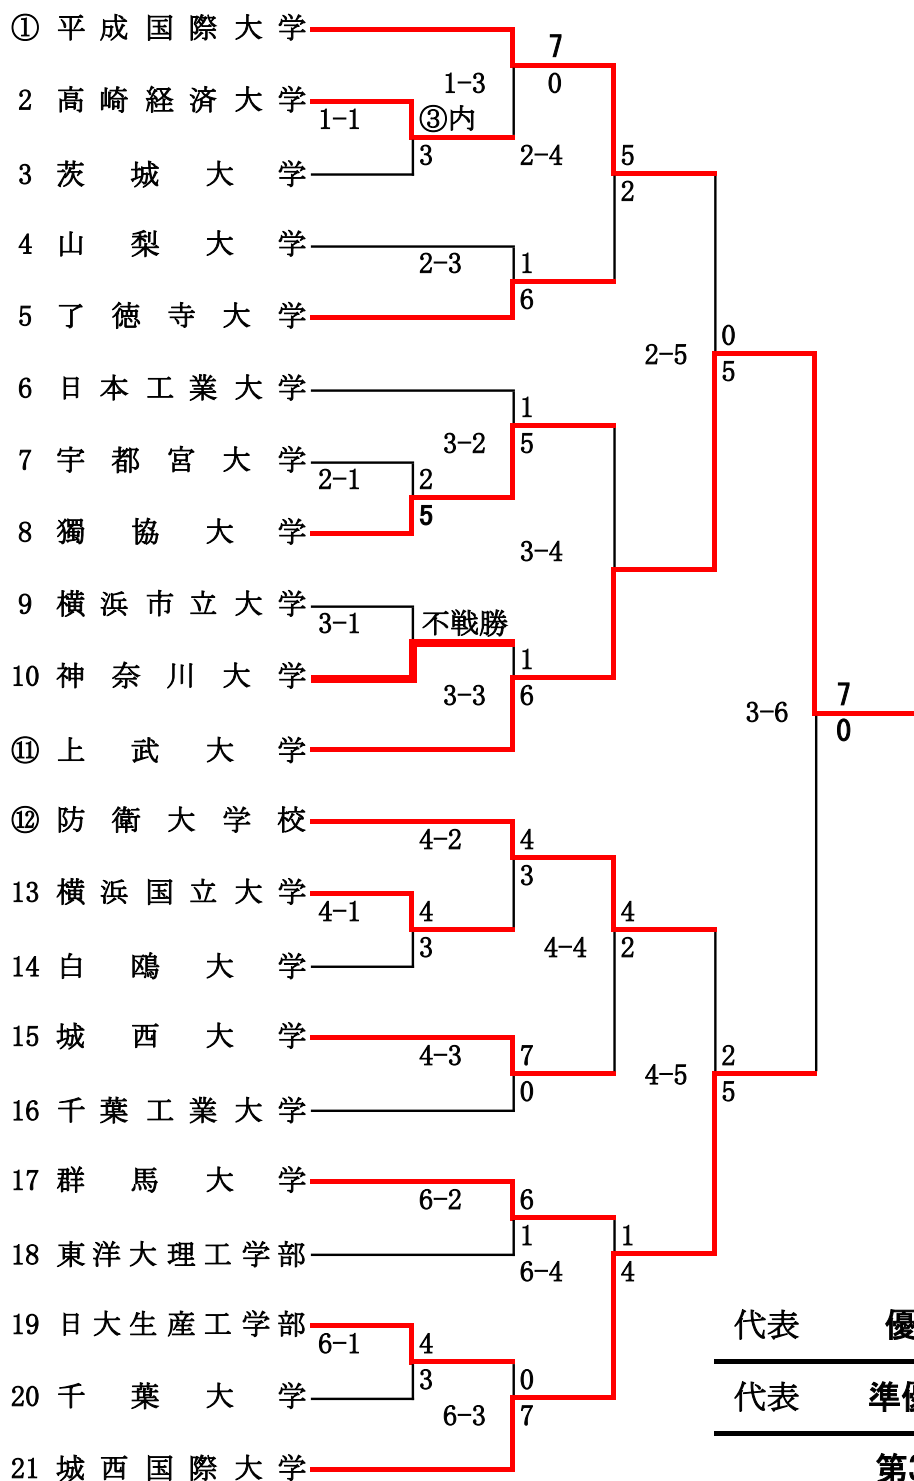 ① 平成国際大学
7
1-3
0
2 高崎経済大学
1-1
③内
3
2-4
5
3 茨城大学
2
4 山梨大学
2-3
1
5 了徳寺大学
6
0
2-5
5
6 日本工業大学
1
3-2
5
7 宇都宮大学
2-1
2
5
8 獨協大学
3-4
9 横浜市立大学
3-1
不戦勝
1
10 神奈川大学
3-3
6
7
3-6
0
⑪ 上武大学
⑫ 防衛大学校
4-2
4
3
13 横浜国立大学
4-1
4
4
3
4-4
2
14 白鴎大学
15 城西大学
4-3
7
2
4-5
0
5
16 千葉工業大学
17 群馬大学
6-2
6
1
1
18 東洋大理工学部
6-4
4
19 日大生産工学部
代表
6-1
4
3
0
20 千葉大学
代表 準
6-3
7
21 城西国際大学
第